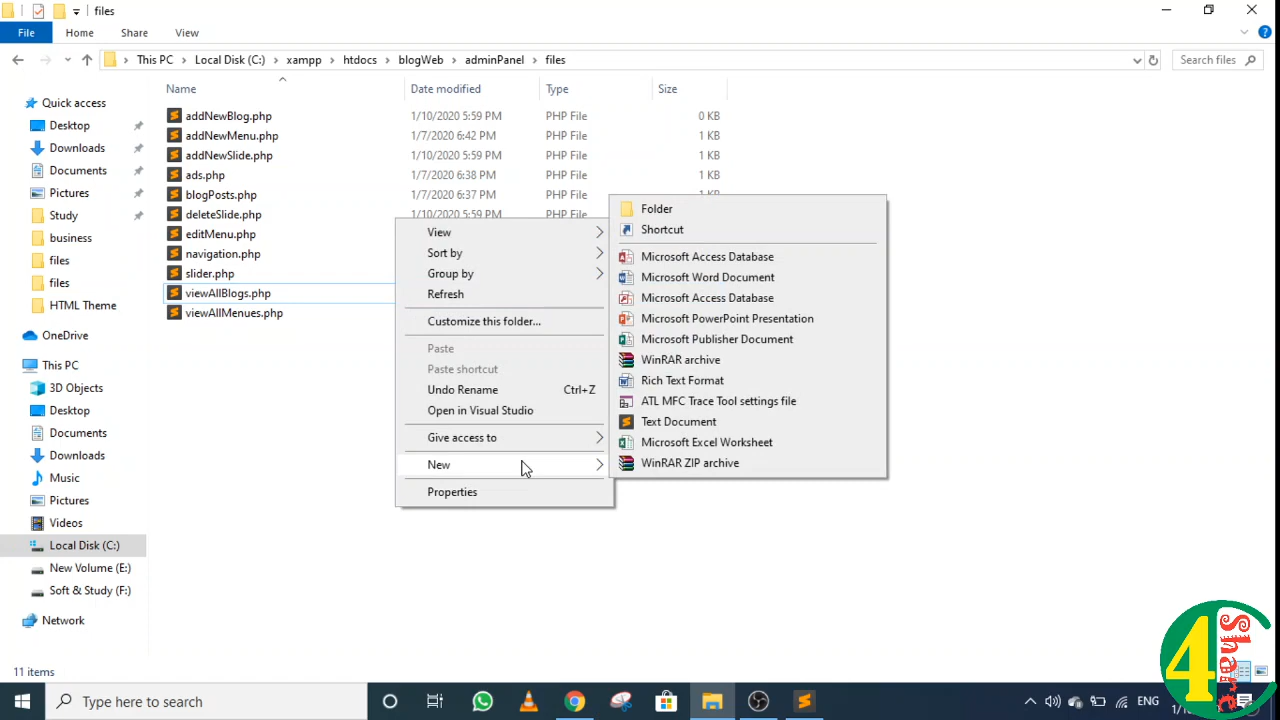 files
File Home Share View
This PC Local Disk (C:) xampp htdocs blogWeb adminPanel files
Search files
Name Date modified Type Size
addNewBlog.php 1/10/2020 5:59 PM PHP File 0 KB
addNewMenu.php 1/7/2020 6:42 PM PHP File 1 KB
addNewSlide.php 1/10/2020 5:59 PM PHP File 1 KB
ads.php 1/7/2020 6:38 PM PHP File 1 KB
blogPosts.php 1/7/2020 6:37 PM PHP File 1 KB
deleteSlide.php 1/10/2020 5:59 PM PHP File
editMenu.php
navigation.php
slider.php
viewAllBlogs.php
viewAllMenues.php
Quick access
Desktop
Downloads
Documents
Pictures
Study
business
files
files
HTML Theme
OneDrive
This PC
3D Objects
Desktop
Documents
Downloads
Music
Pictures
Videos
Local Disk (C:)
New Volume (E:)
Soft & Study (F:)
Network
View
Sort by
Group by
Refresh
Customize this folder...
Paste
Paste shortcut
Undo Rename Ctrl+Z
Open in Visual Studio
Give access to
New
Properties
Folder
Shortcut
Microsoft Access Database
Microsoft Word Document
Microsoft Access Database
Microsoft PowerPoint Presentation
Microsoft Publisher Document
WinRAR archive
Rich Text Format
ATL MFC Trace Tool settings file
Text Document
Microsoft Excel Worksheet
WinRAR ZIP archive
11 items
Type here to search
ENG
4
Share